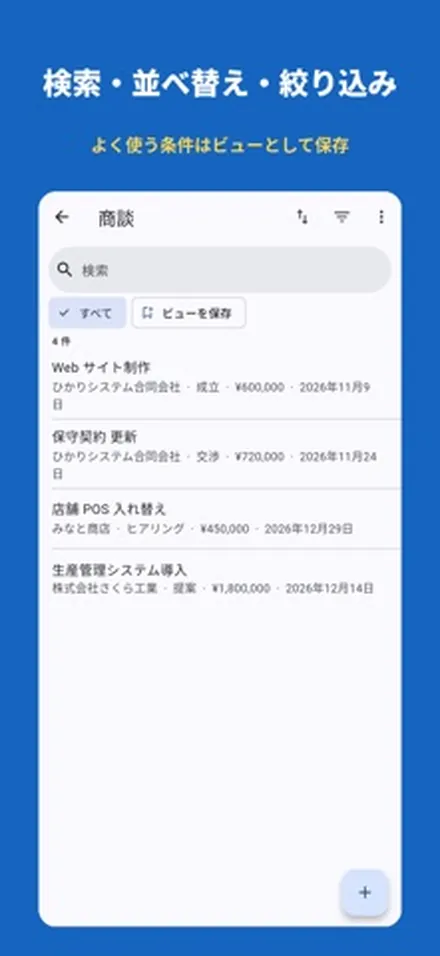 検索・並べ替え・絞り込み
よく使う条件はビューとして保存
商談
検索
すべて
ビューを保存
4 件
Web サイト制作
ひかりシステム合同会社 · 成立 · ¥600,000 · 2026年11月9
日
保守契約 更新
ひかりシステム合同会社 · 交渉 · ¥720,000 · 2026年11月24
日
店舗 POS 入れ替え
みなと商店 · ヒアリング · ¥450,000 · 2026年12月29日
生産管理システム導入
株式会社さくら工業 · 提案 · ¥1,800,000 · 2026年12月14日